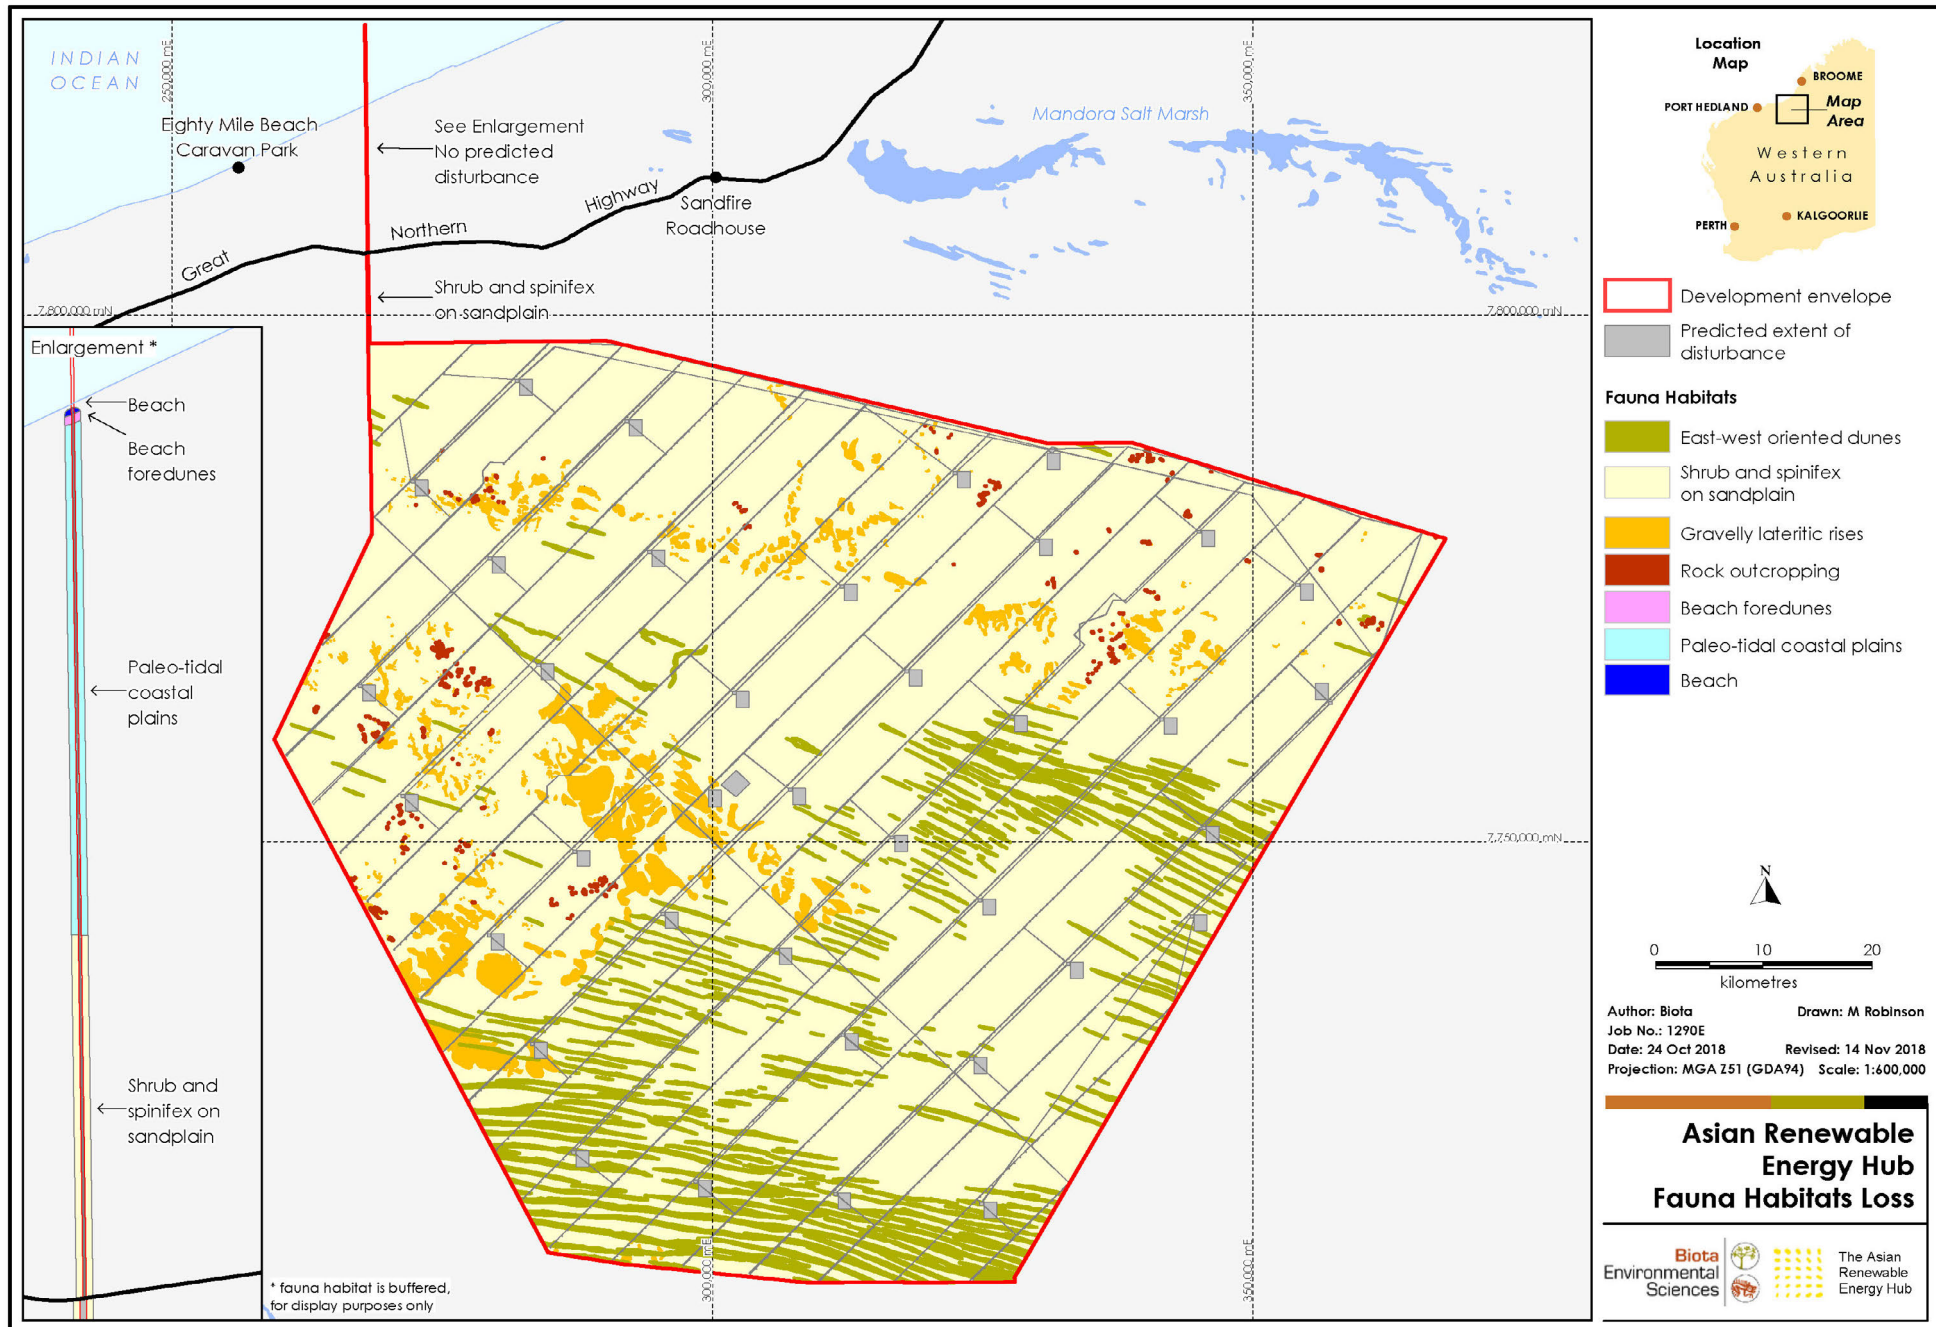 INDIAN
OCEAN
250,000 mE
300,000 mE
350,000 mE
Eighty Mile Beach
Caravan Park
See Enlargement
No predicted
disturbance
Mandora Salt Marsh
Great
Northern
Highway
Sandfire
Roadhouse
Shrub and spinifex
on sandplain
7,800,000 mN
7,800,000 mN
Enlargement *
Beach
Beach
foredunes
Paleo-tidal
coastal
plains
Shrub and
spinifex on
sandplain
7,750,000 mN
300,000 mE
350,000 mE
* fauna habitat is buffered,
for display purposes only
Location
Map
BROOME
PORT HEDLAND
Map
Area
Western
Australia
KALGOORLIE
PERTH
Development envelope
Predicted extent of
disturbance
Fauna Habitats
East-west oriented dunes
Shrub and spinifex
on sandplain
Gravelly lateritic rises
Rock outcropping
Beach foredunes
Paleo-tidal coastal plains
Beach
N
0 10 20
kilometres
Author: Biota Drawn: M Robinson
Job No.: 1290E
Date: 24 Oct 2018 Revised: 14 Nov 2018
Projection: MGA Z51 (GDA94) Scale: 1:600,000
Asian Renewable
Energy Hub
Fauna Habitats Loss
Biota
Environmental
Sciences
The Asian
Renewable
Energy Hub